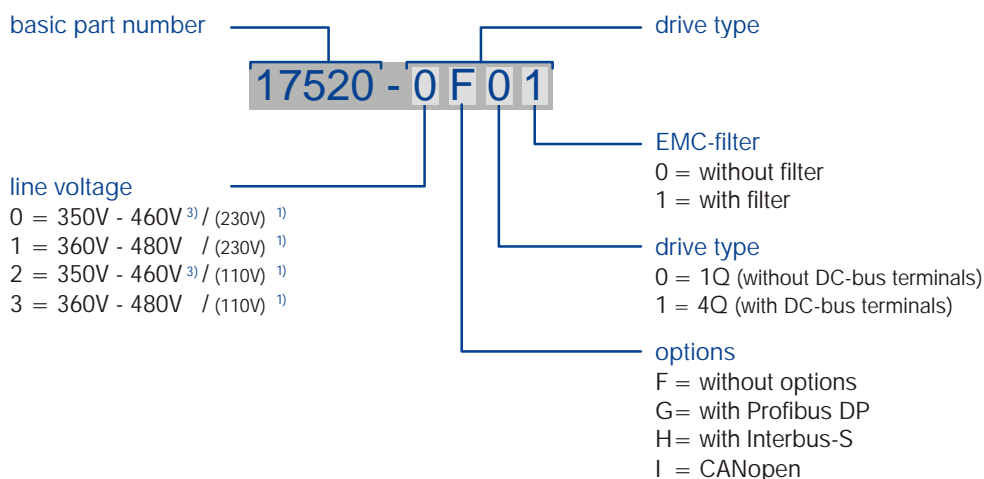 basic part number
drive type
17520 - 0 F 0 1
EMC-filter
0 = without filter
1 = with filter
line voltage
0 = 350V - 460V 3) / (230V) 1)
1 = 360V - 480V / (230V) 1)
2 = 350V - 460V 3) / (110V) 1)
3 = 360V - 480V / (110V) 1)
drive type
0 = 1Q (without DC-bus terminals)
1 = 4Q (with DC-bus terminals)
options
F = without options
G= with Profibus DP
H= with Interbus-S
I = CANopen